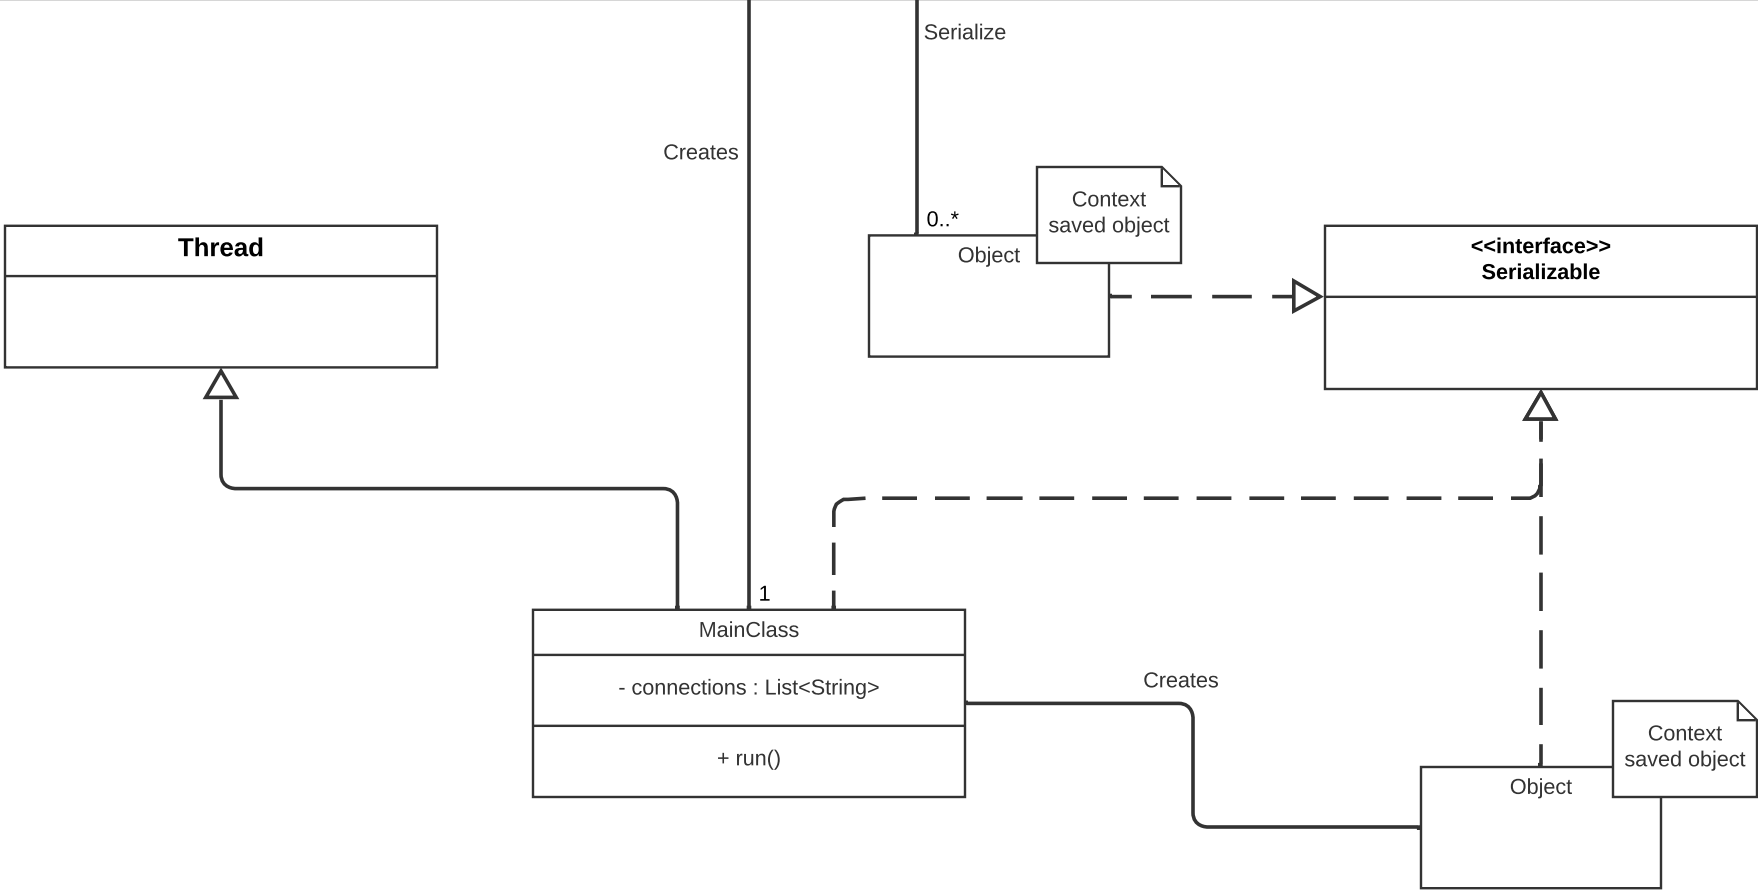 Serialize
Creates
0..*
Context
saved object
Thread
Object
<<interface>>
Serializable
1
MainClass
- connections : List<String>
+ run()
Creates
Context
saved object
Object